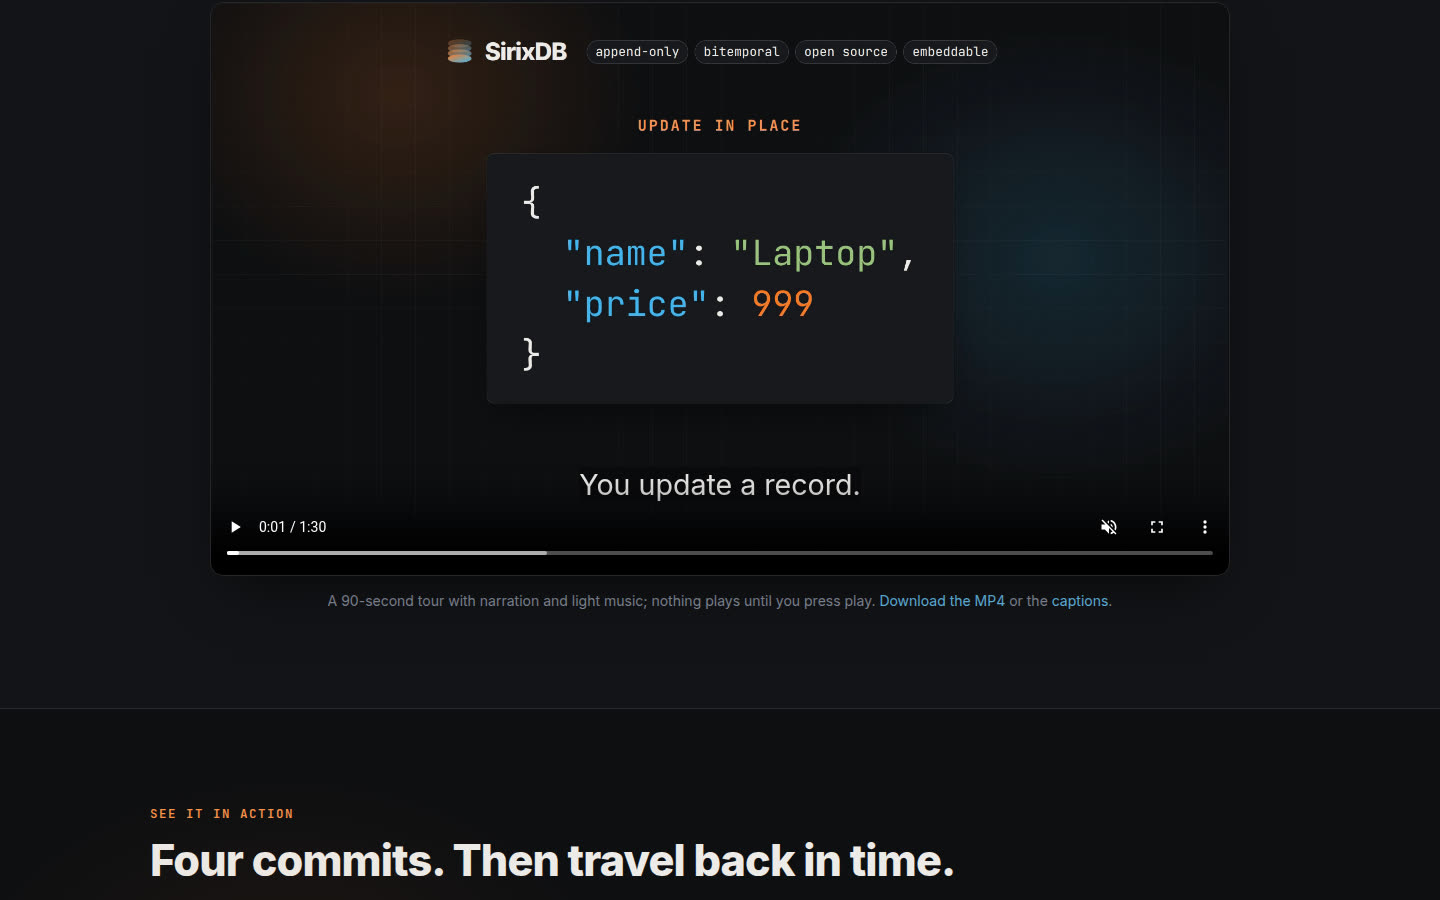 SirixDB append-only bitemporal open source embeddable
UPDATE IN PLACE
{
"name": "Laptop",
"price": 999
}
You update a record.
0:01 / 1:30
A 90-second tour with narration and light music; nothing plays until you press play. Download the MP4 or the captions.
SEE IT IN ACTION
Four commits. Then travel back in time.